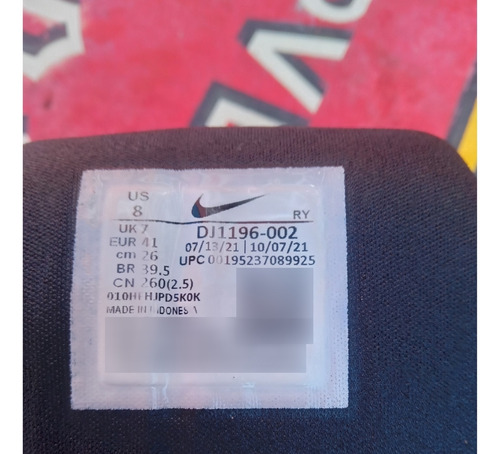 US
8
RY
UK 7
DJ1196-002
EUR 41
07/13/21 | 10/07/21
cm 26
UPC 00195237089925
BR 39.5
CN 260(2.5)
MADE IN INDONESIA